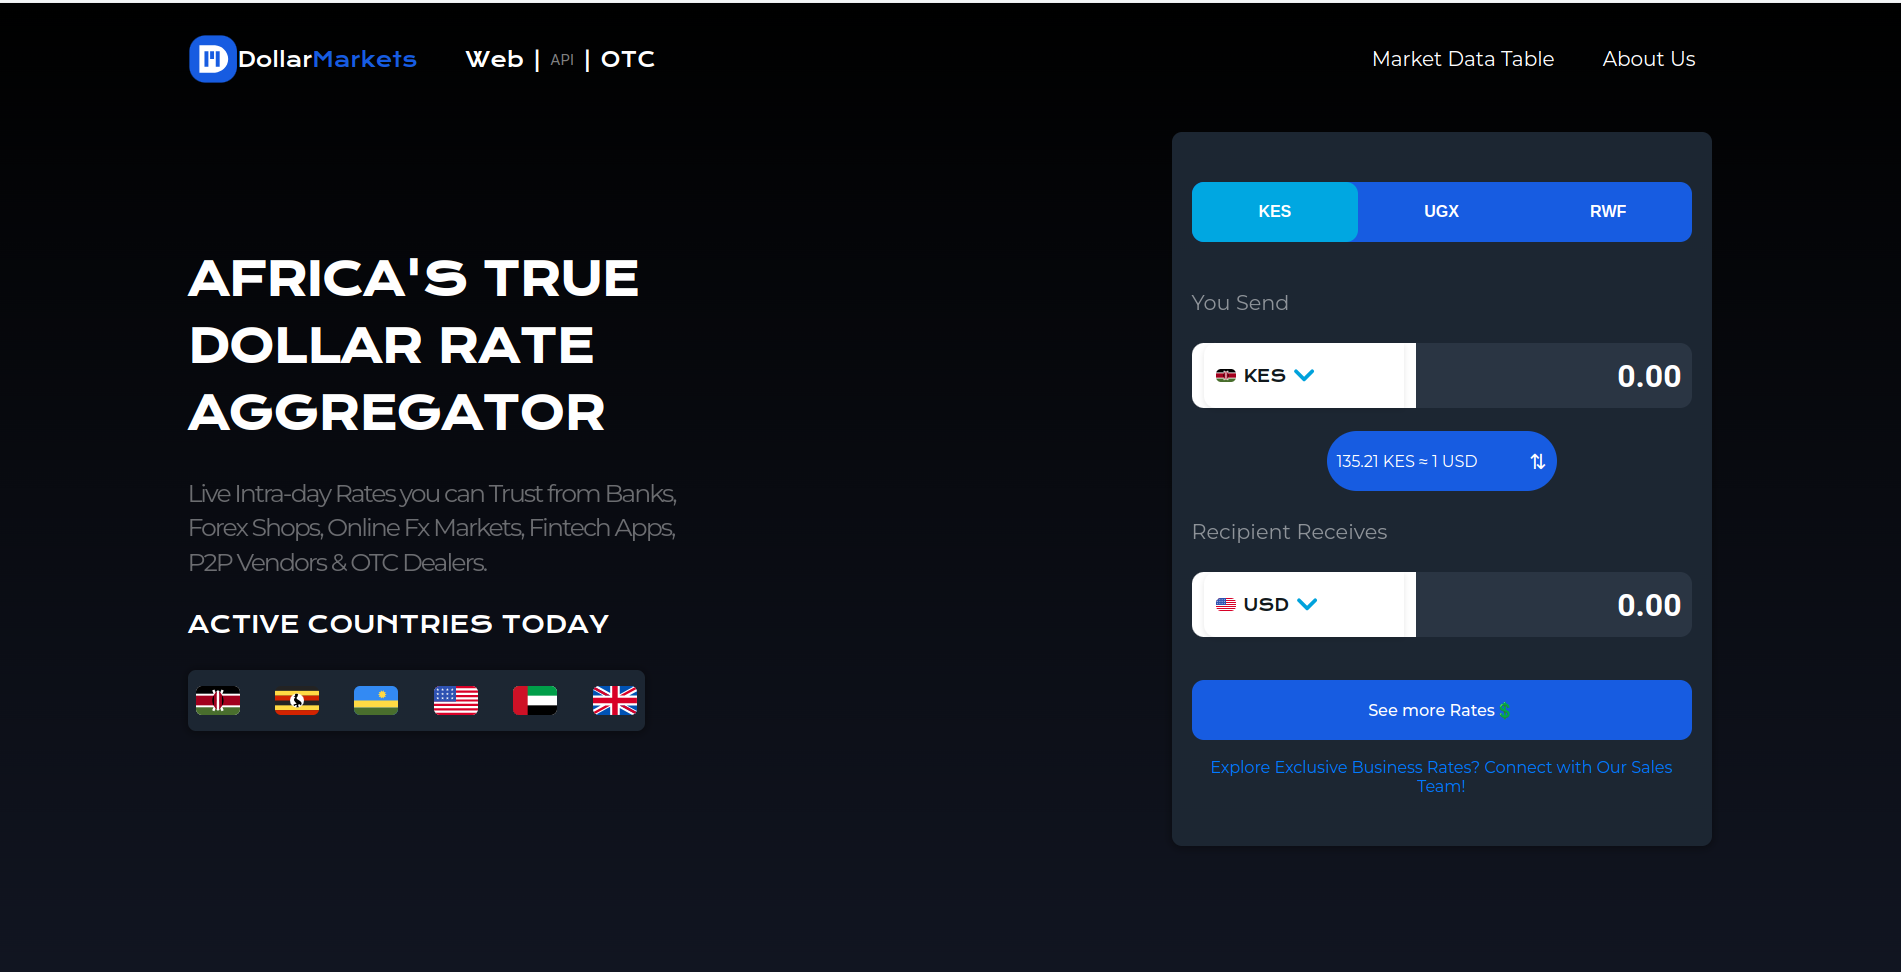 DollarMarkets
Web | API | OTC
Market Data Table
About Us
AFRICA'S TRUE
DOLLAR RATE
AGGREGATOR
Live Intra-day Rates you can Trust from Banks,
Forex Shops, Online Fx Markets, Fintech Apps,
P2P Vendors & OTC Dealers.
ACTIVE COUNTRIES TODAY
KES
UGX
RWF
You Send
KES
0.00
135.21 KES ≈ 1 USD
Recipient Receives
USD
0.00
See more Rates💲
Explore Exclusive Business Rates? Connect with Our Sales
Team!